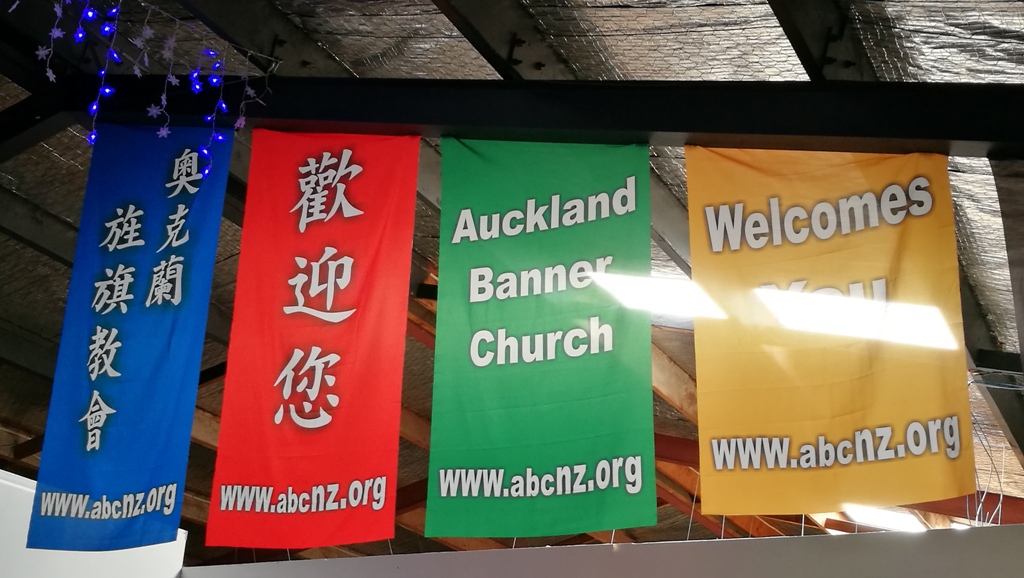 奧克蘭
旌旗教會
www.abcnz.org
歡迎您
www.abcnz.org
Auckland
Banner
Church
www.abcnz.org
Welcomes
You
www.abcnz.org